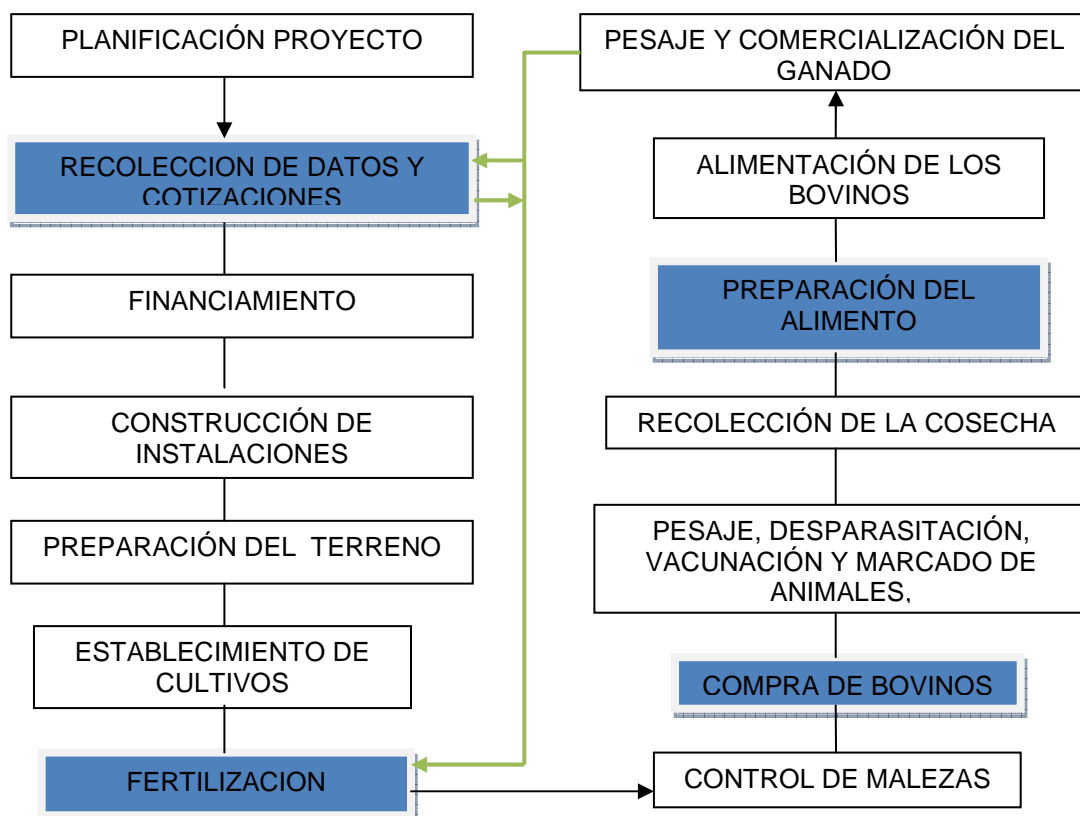 PLANIFICACIÓN PROYECTO
RECOLECCION DE DATOS Y
COTIZACIONES
FINANCIAMIENTO
CONSTRUCCIÓN DE
INSTALACIONES
PREPARACIÓN DEL TERRENO
ESTABLECIMIENTO DE
CULTIVOS
FERTILIZACION
PESAJE Y COMERCIALIZACIÓN DEL
GANADO
ALIMENTACIÓN DE LOS
BOVINOS
PREPARACIÓN DEL
ALIMENTO
RECOLECCIÓN DE LA COSECHA
PESAJE, DESPARASITACIÓN,
VACUNACIÓN Y MARCADO DE
ANIMALES,
COMPRA DE BOVINOS
CONTROL DE MALEZAS